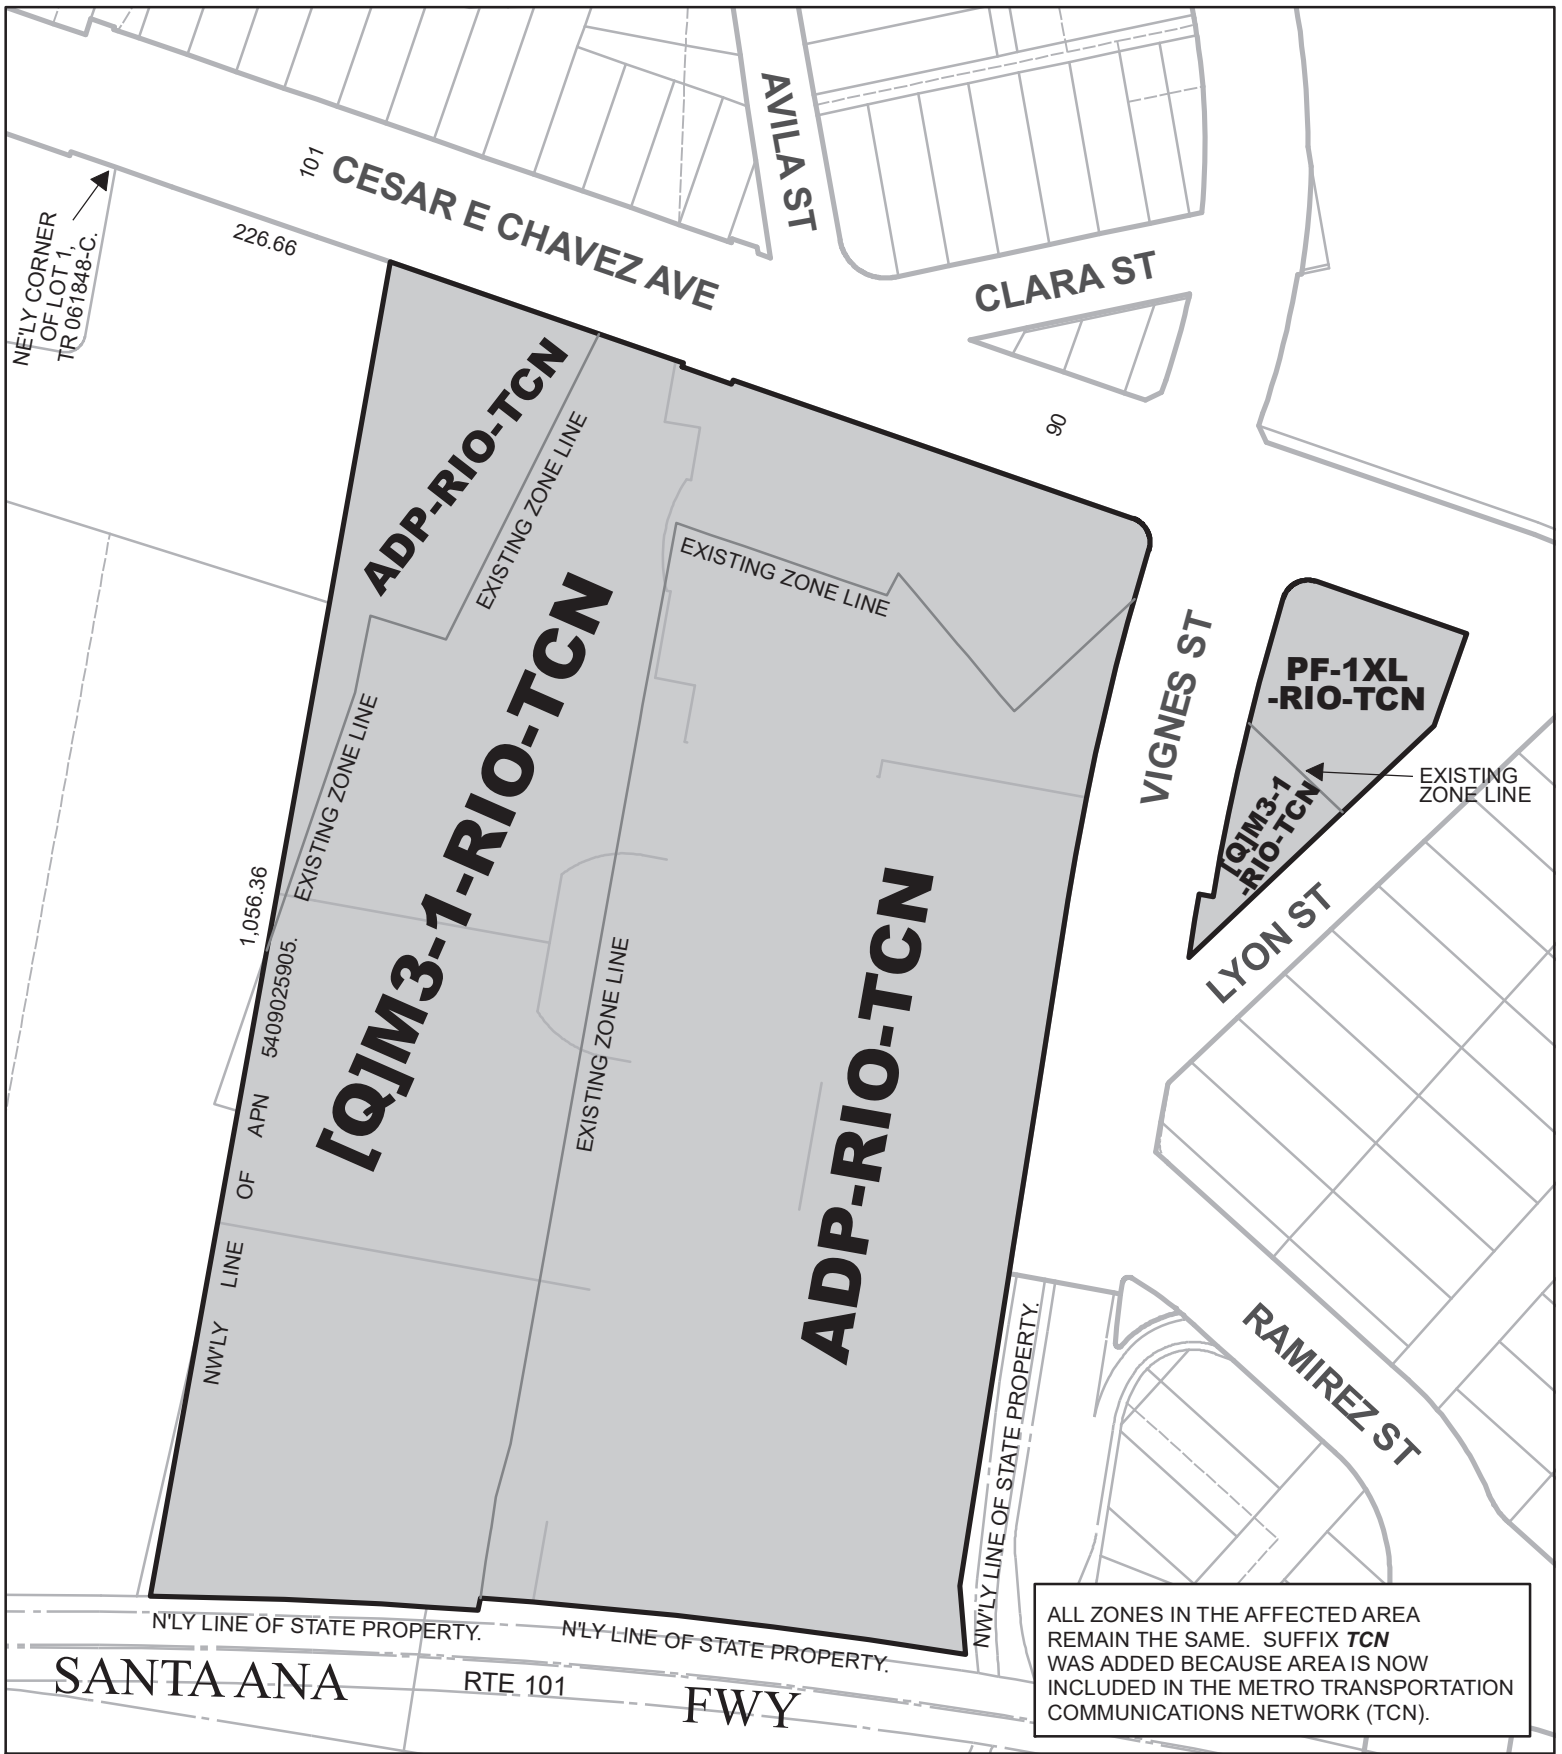 AVILA ST
101
CESAR E CHAVEZ AVE
226.66
NE'LY CORNER
OF LOT 1,
TR 061848-C.
CLARA ST
90
ADP-RIO-TCN
EXISTING ZONE LINE
EXISTING ZONE LINE
[Q]M3-1-RIO-TCN
EXISTING ZONE LINE
VIGNES ST
PF-1XL
-RIO-TCN
EXISTING
ZONE LINE
[Q]M3-1
-RIO-TCN
LYON ST
1,056.36
NW'LY LINE OF APN 5409025905.
EXISTING ZONE LINE
ADP-RIO-TCN
NW'LY LINE OF STATE PROPERTY.
RAMIREZ ST
N'LY LINE OF STATE PROPERTY.
N'LY LINE OF STATE PROPERTY.
SANTA ANA FWY
RTE 101
ALL ZONES IN THE AFFECTED AREA
REMAIN THE SAME. SUFFIX TCN
WAS ADDED BECAUSE AREA IS NOW
INCLUDED IN THE METRO TRANSPORTATION
COMMUNICATIONS NETWORK (TCN).